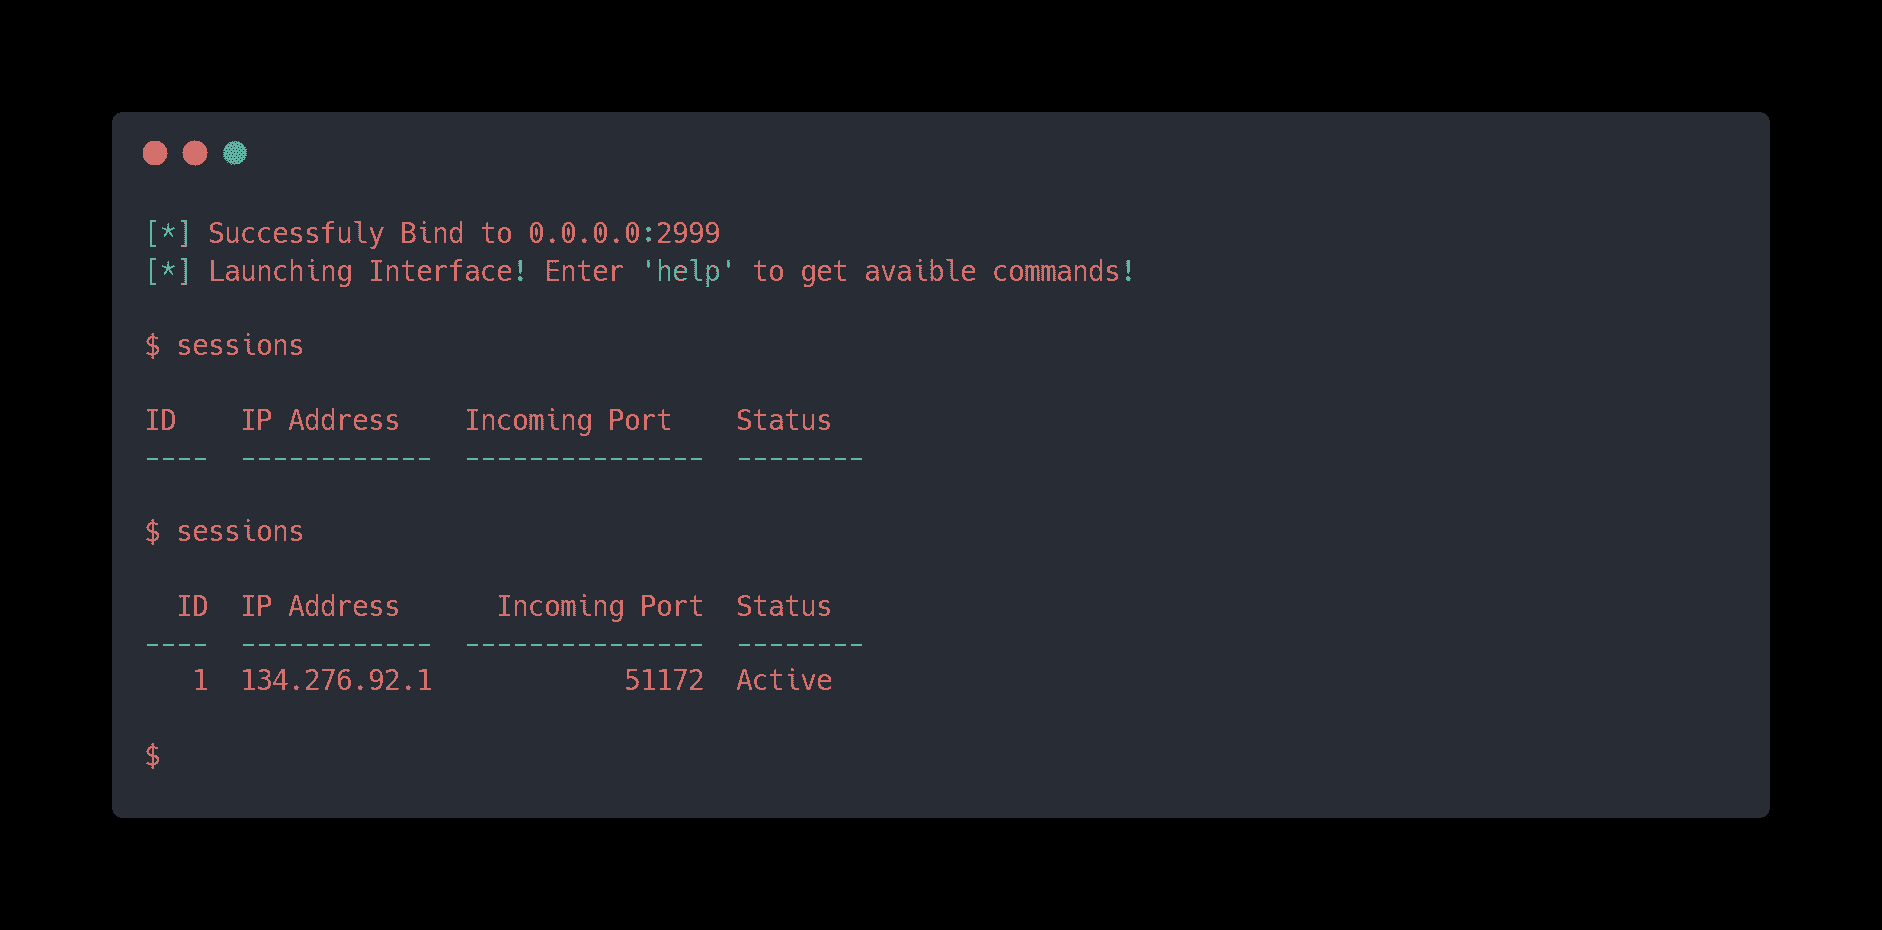 [*] Successfuly Bind to 0.0.0.0:2999
[*] Launching Interface! Enter 'help' to get avaible commands!
$ sessions
ID    IP Address    Incoming Port    Status
----  ------------  ---------------  --------
$ sessions
  ID  IP Address      Incoming Port  Status
----  ------------  ---------------  --------
   1  134.276.92.1            51172  Active
$